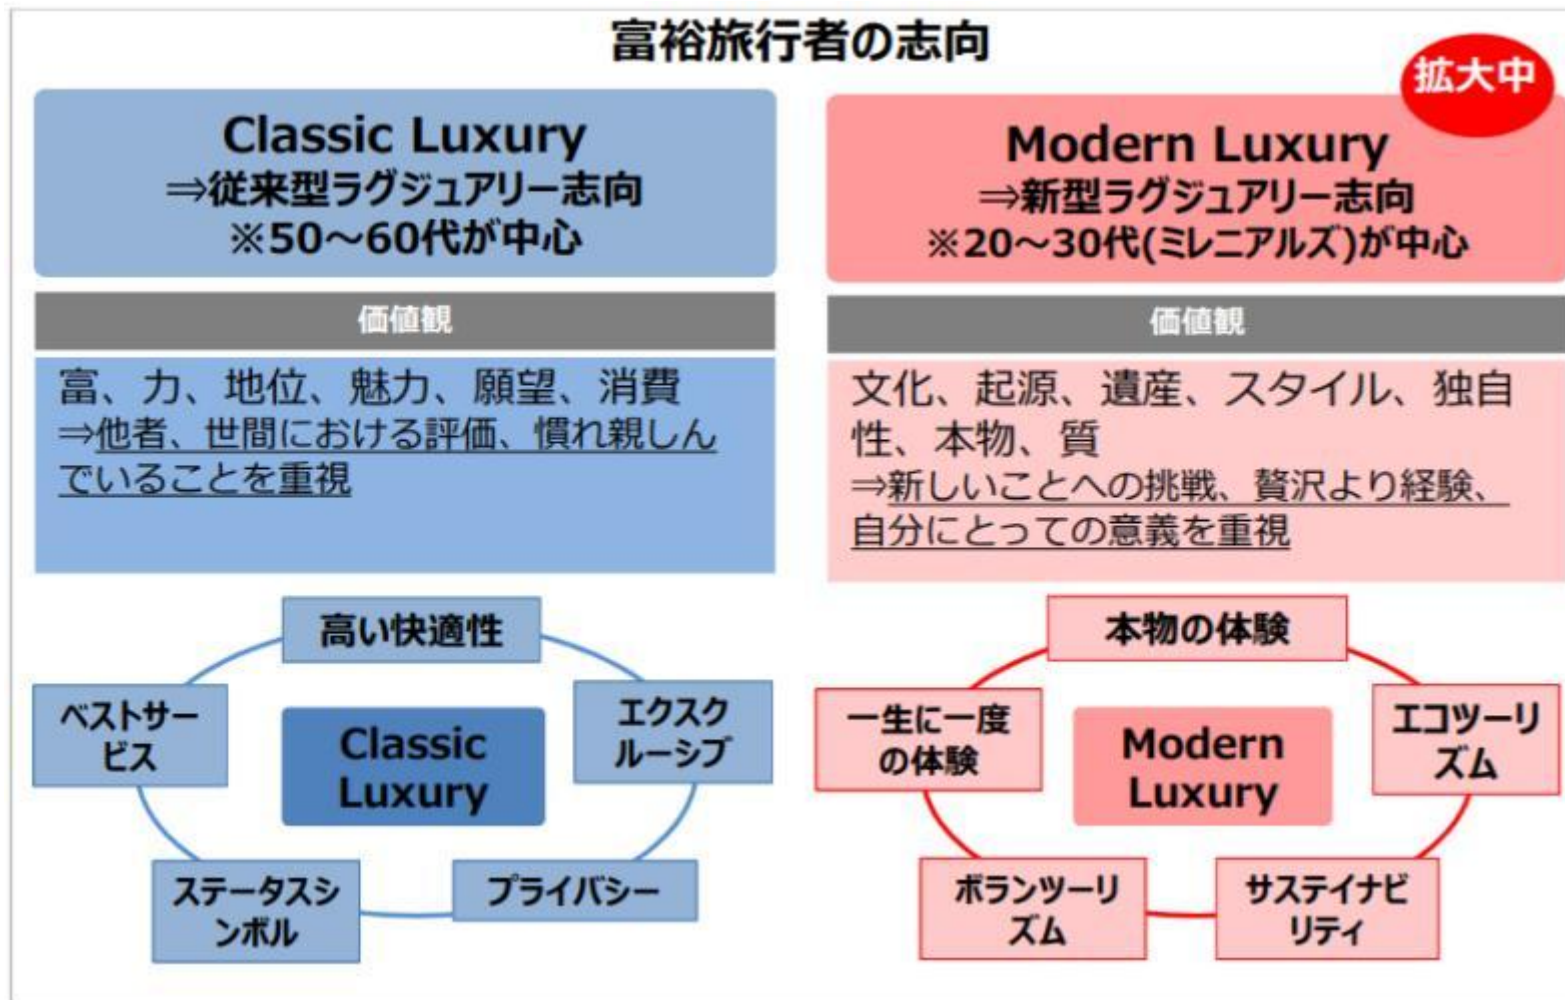 富裕旅行者の志向
拡大中
Classic Luxury
⇒従来型ラグジュアリー志向
※50～60代が中心
価値観
富、力、地位、魅力、願望、消費
⇒他者、世間における評価、慣れ親しん
でいることを重視
高い快適性
エクスク
ルーシブ
プライバシー
ステータスシ
ンボル
ベストサー
ビス
Classic
Luxury
Modern Luxury
⇒新型ラグジュアリー志向
※20～30代(ミレニアルズ)が中心
価値観
文化、起源、遺産、スタイル、独自
性、本物、質
⇒新しいことへの挑戦、贅沢より経験、
自分にとっての意義を重視
本物の体験
エコツーリ
ズム
サステイナビ
リティ
ボランツーリ
ズム
一生に一度
の体験
Modern
Luxury